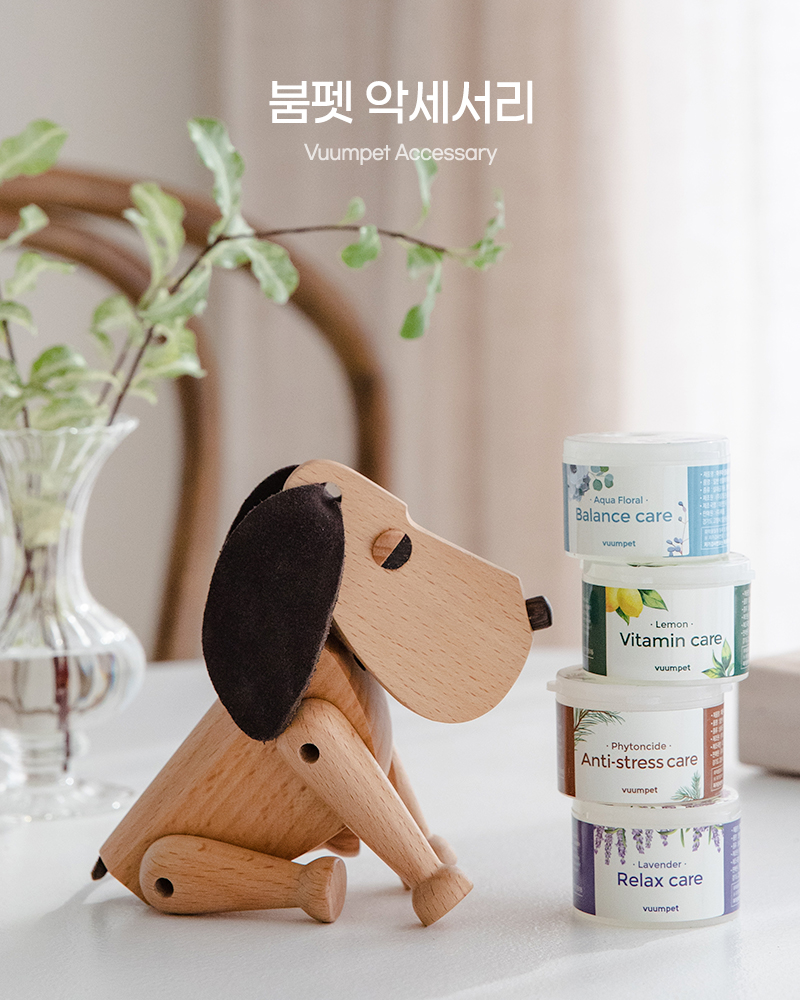 붐펫 악세서리
Vuumpet Accessary
· Aqua Floral ·
Balance care
vuumpet
· Lemon ·
Vitamin care
vuumpet
· Phytoncide ·
Anti-stress care
vuumpet
· Lavender ·
Relax care
vuumpet